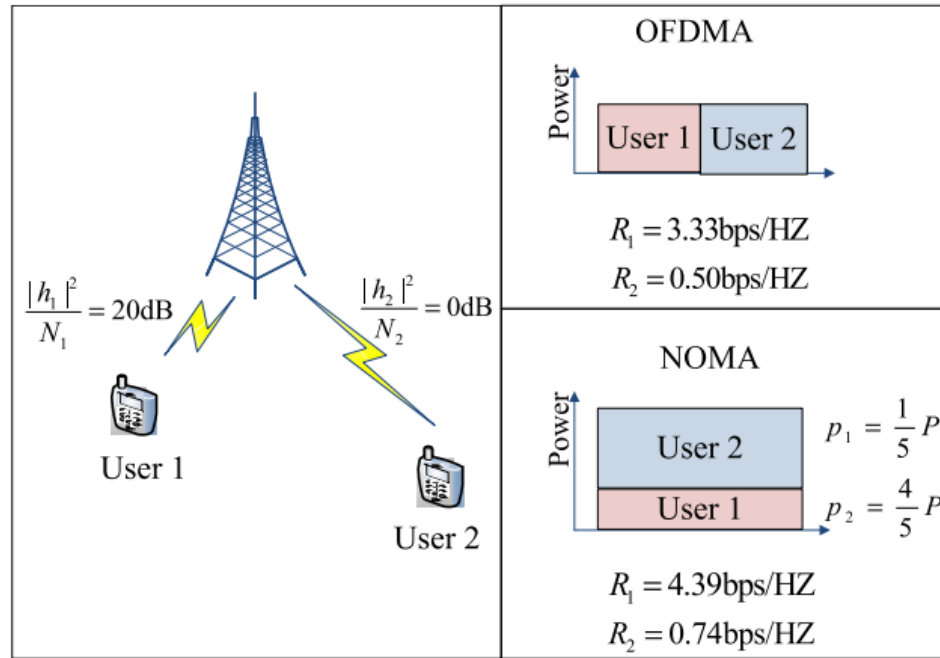 |h₁|²/N₁ = 20dB
|h₂|²/N₂ = 0dB
User 1
User 2
OFDMA
Power
User 1
User 2
R₁ = 3.33bps/HZ
R₂ = 0.50bps/HZ
NOMA
Power
User 2
User 1
p₁ = 1/5 P
p₂ = 4/5 P
R₁ = 4.39bps/HZ
R₂ = 0.74bps/HZ